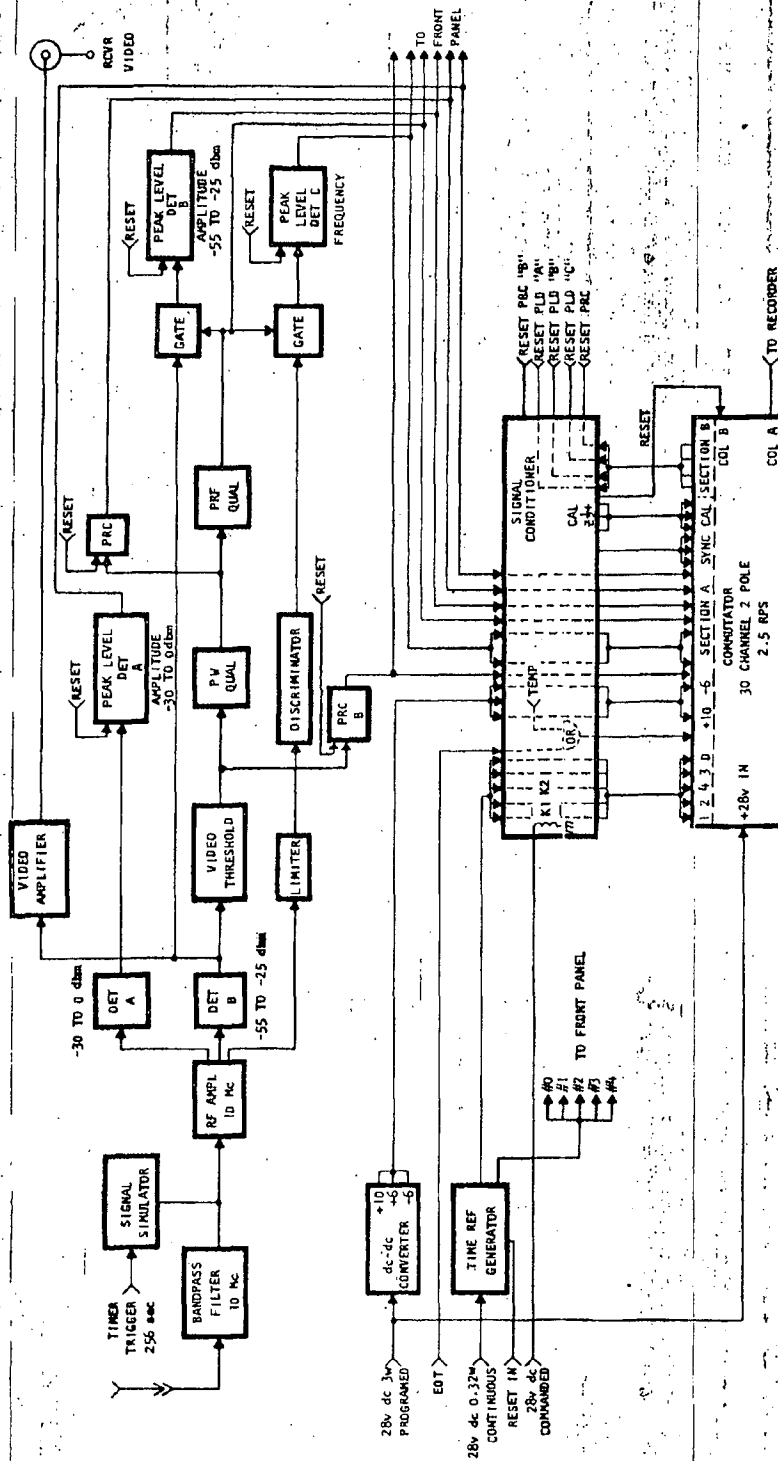 RCVR
VIDEO
TO
FRONT
PANEL
VIDEO
AMPLIFIER
RESET
PEAK LEVEL
DET
A
AMPLITUDE
-30 TO 0dbm
RESET
PRC
RESET
PEAK LEVEL
DET
B
AMPLITUDE
-55 TO -25 dbm
RESET
PEAK
LEVEL
DET C
FREQUENCY
GATE
GATE
-30 TO 0 dbm
DET
A
DET
B
-55 TO -25 dbm
VIDEO
THRESHOLD
PW
QUAL
PRF
QUAL
LIMITER
DISCRIMINATOR
RESET
PRC
B
TIMER
TRIGGER
256 sec
SIGNAL
SIMULATOR
BANDPASS
FILTER
10 Mc
RF AMPL
10 Mc
28v dc 3w
PROGRAMED
EOT
28v dc 0.32w
CONTINUOUS
RESET IN
28v dc
COMMANDED
dc-dc
CONVERTER
+10
+6
-6
TIME REF
GENERATOR
#0
#1
#2
#3
#4
TO FRONT PANEL
K1 K2
OR
TEMP
SIGNAL
CONDITIONER
CAL
RESET PRC "B"
RESET PLD "A"
RESET PLD "B"
RESET PLD "C"
RESET PRC
RESET
1 2 4 3 0 +10 -6 SECTION A SYNC CAL SECTION B
+28v IN
COMMUTATOR
30 CHANNEL 2 POLE
2.5 RPS
COL B
COL A
TO RECORDER